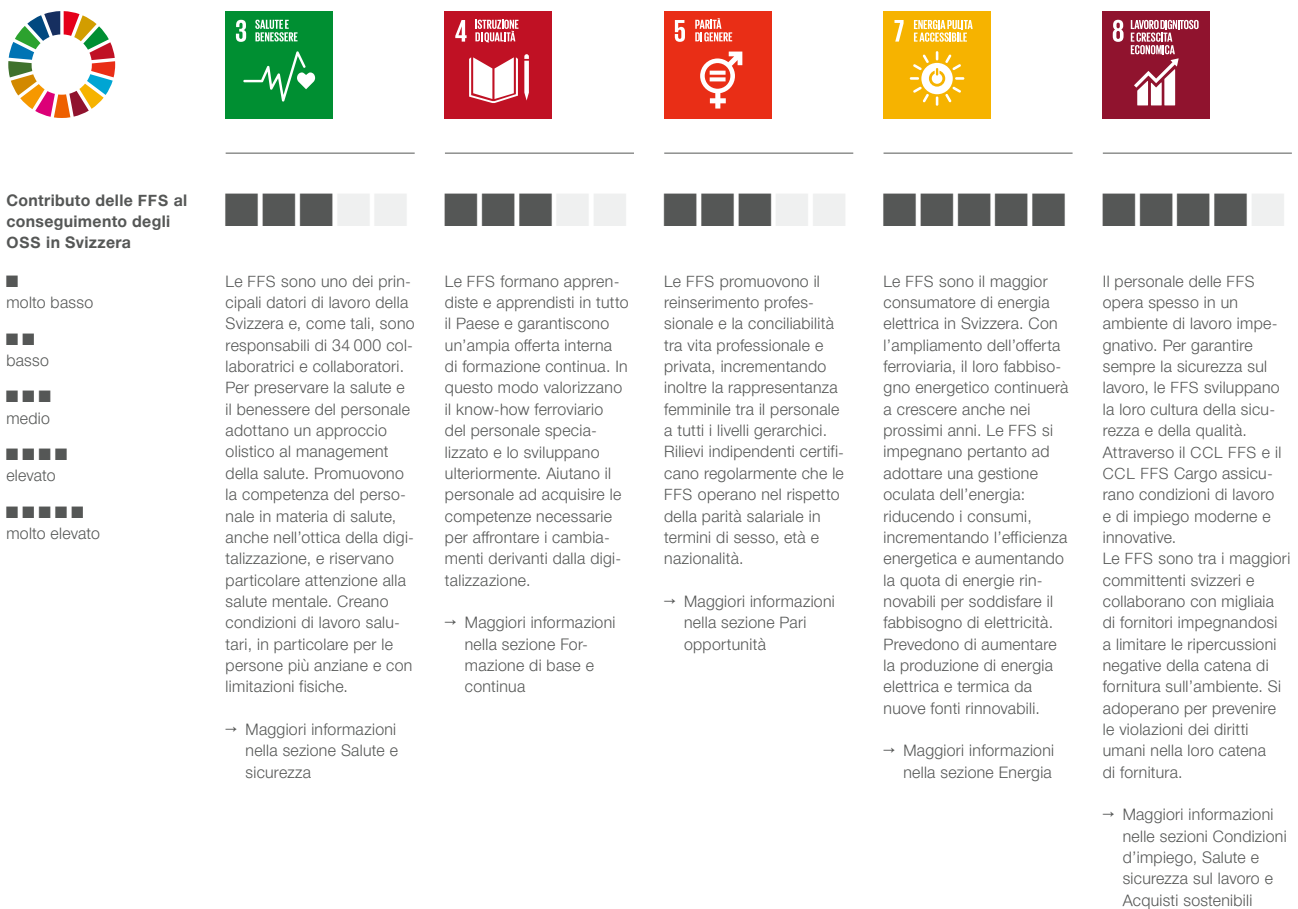 3 SALUTE E
BENESSERE
4 ISTRUZIONE
DI QUALITÀ
5 PARITÀ
DI GENERE
7 ENERGIA PULITA
E ACCESSIBILE
8 LAVORO DIGNITOSO
E CRESCITA
ECONOMICA
Contributo delle FFS al
conseguimento degli
OSS in Svizzera
molto basso
basso
medio
elevato
molto elevato
Le FFS sono uno dei prin-
cipali datori di lavoro della
Svizzera e, come tali, sono
responsabili di 34 000 col-
laboratrici e collaboratori.
Per preservare la salute e
il benessere del personale
adottano un approccio
olistico al management
della salute. Promuovono
la competenza del perso-
nale in materia di salute,
anche nell’ottica della digi-
talizzazione, e riservano
particolare attenzione alla
salute mentale. Creano
condizioni di lavoro salu-
tari, in particolare per le
persone più anziane e con
limitazioni fisiche.
→ Maggiori informazioni
nella sezione Salute e
sicurezza
Le FFS formano appren-
diste e apprendisti in tutto
il Paese e garantiscono
un’ampia offerta interna
di formazione continua. In
questo modo valorizzano
il know-how ferroviario
del personale specia-
lizzato e lo sviluppano
ulteriormente. Aiutano il
personale ad acquisire le
competenze necessarie
per affrontare i cambia-
menti derivanti dalla digi-
talizzazione.
→ Maggiori informazioni
nella sezione For-
mazione di base e
continua
Le FFS promuovono il
reinserimento profes-
sionale e la conciliabilità
tra vita professionale e
privata, incrementando
inoltre la rappresentanza
femminile tra il personale
a tutti i livelli gerarchici.
Rilievi indipendenti certifi-
cano regolarmente che le
FFS operano nel rispetto
della parità salariale in
termini di sesso, età e
nazionalità.
→ Maggiori informazioni
nella sezione Pari
opportunità
Le FFS sono il maggior
consumatore di energia
elettrica in Svizzera. Con
l’ampliamento dell’offerta
ferroviaria, il loro fabbiso-
gno energetico continuerà
a crescere anche nei
prossimi anni. Le FFS si
impegnano pertanto ad
adottare una gestione
oculata dell’energia:
riducendo i consumi,
incrementando l’efficienza
energetica e aumentando
la quota di energie rin-
novabili per soddisfare il
fabbisogno di elettricità.
Prevedono di aumentare
la produzione di energia
elettrica e termica da
nuove fonti rinnovabili.
→ Maggiori informazioni
nella sezione Energia
Il personale delle FFS
opera spesso in un
ambiente di lavoro impe-
gnativo. Per garantire
sempre la sicurezza sul
lavoro, le FFS sviluppano
la loro cultura della sicu-
rezza e della qualità.
Attraverso il CCL FFS e il
CCL FFS Cargo assicu-
rano condizioni di lavoro
e di impiego moderne e
innovative.
Le FFS sono tra i maggiori
committenti svizzeri e
collaborano con migliaia
di fornitori impegnandosi
a limitare le ripercussioni
negative della catena di
fornitura sull’ambiente. Si
adoperano per prevenire
le violazioni dei diritti
umani nella loro catena
di fornitura.
→ Maggiori informazioni
nelle sezioni Condizioni
d’impiego, Salute e
sicurezza sul lavoro e
Acquisti sostenibili